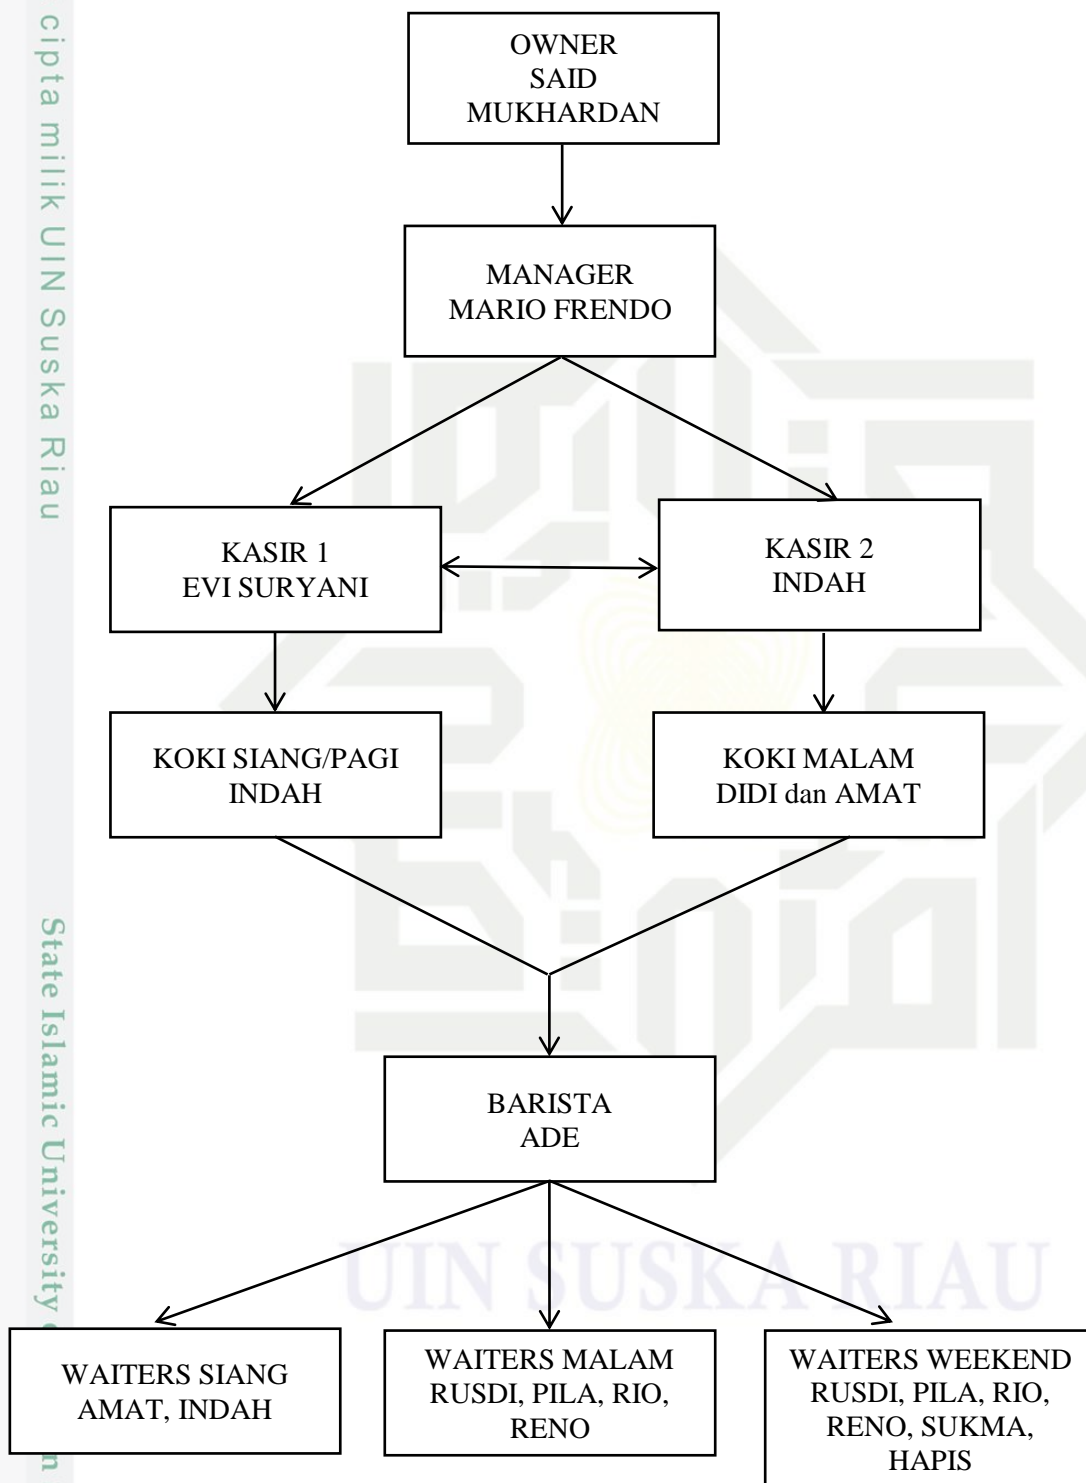 cipta milik UIN Suska Riau
State Islamic University
OWNER
SAID
MUKHARDAN
MANAGER
MARIO FRENDO
KASIR 1
EVI SURYANI
KASIR 2
INDAH
KOKI SIANG/PAGI
INDAH
KOKI MALAM
DIDI dan AMAT
BARISTA
ADE
UIN SUSKA RIAU
WAITERS SIANG
AMAT, INDAH
WAITERS MALAM
RUSDI, PILA, RIO,
RENO
WAITERS WEEKEND
RUSDI, PILA, RIO,
RENO, SUKMA,
HAPIS